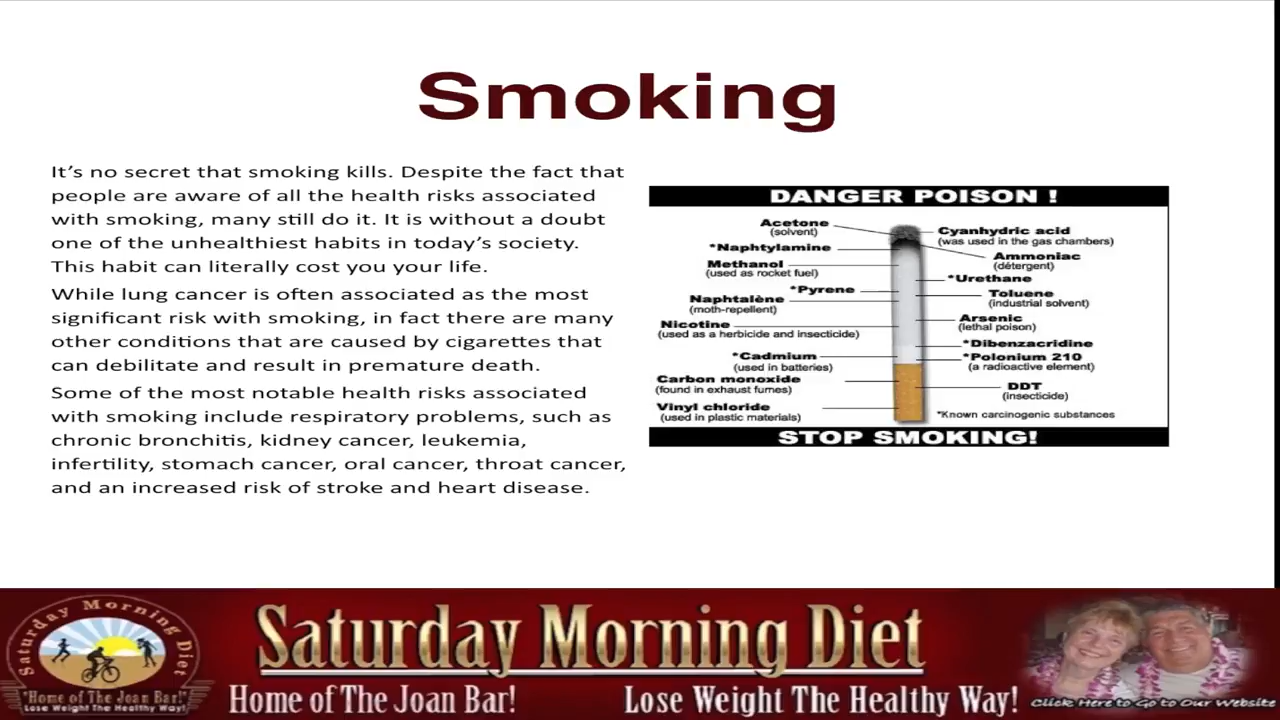 Smoking
It's no secret that smoking kills. Despite the fact that
people are aware of all the health risks associated
with smoking, many still do it. It is without a doubt
one of the unhealthiest habits in today's society.
This habit can literally cost you your life.
While lung cancer is often associated as the most
significant risk with smoking, in fact there are many
other conditions that are caused by cigarettes that
can debilitate and result in premature death.
Some of the most notable health risks associated
with smoking include respiratory problems, such as
chronic bronchitis, kidney cancer, leukemia,
infertility, stomach cancer, oral cancer, throat cancer,
and an increased risk of stroke and heart disease.
DANGER POISON !
Acetone
(solvent)
*Naphtylamine
Methanol
(used as rocket fuel)
*Pyrene
Naphtalène
(moth-repellent)
Nicotine
(used as a herbicide and insecticide)
*Cadmium
(used in batteries)
Carbon monoxide
(found in exhaust fumes)
Vinyl chloride
(used in plastic materials)
Cyanhydric acid
(was used in the gas chambers)
Ammoniac
(détergent)
*Urethane
Toluene
(industrial solvent)
Arsenic
(lethal poison)
*Dibenzacridine
*Polonium 210
(a radioactive element)
DDT
(insecticide)
*Known carcinogenic substances
STOP SMOKING!
Saturday Morning Diet
"Home of The Joan Bar!"
Lose Weight The Healthy Way!
Saturday Morning Diet
Home of The Joan Bar! Lose Weight The Healthy Way!
Click Here to Go to Our Website